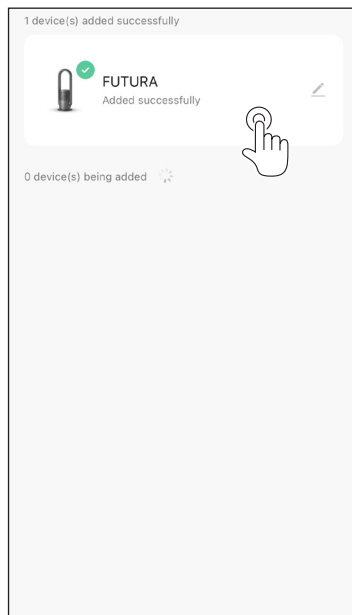 1 device(s) added successfully
FUTURA
Added successfully
0 device(s) being added